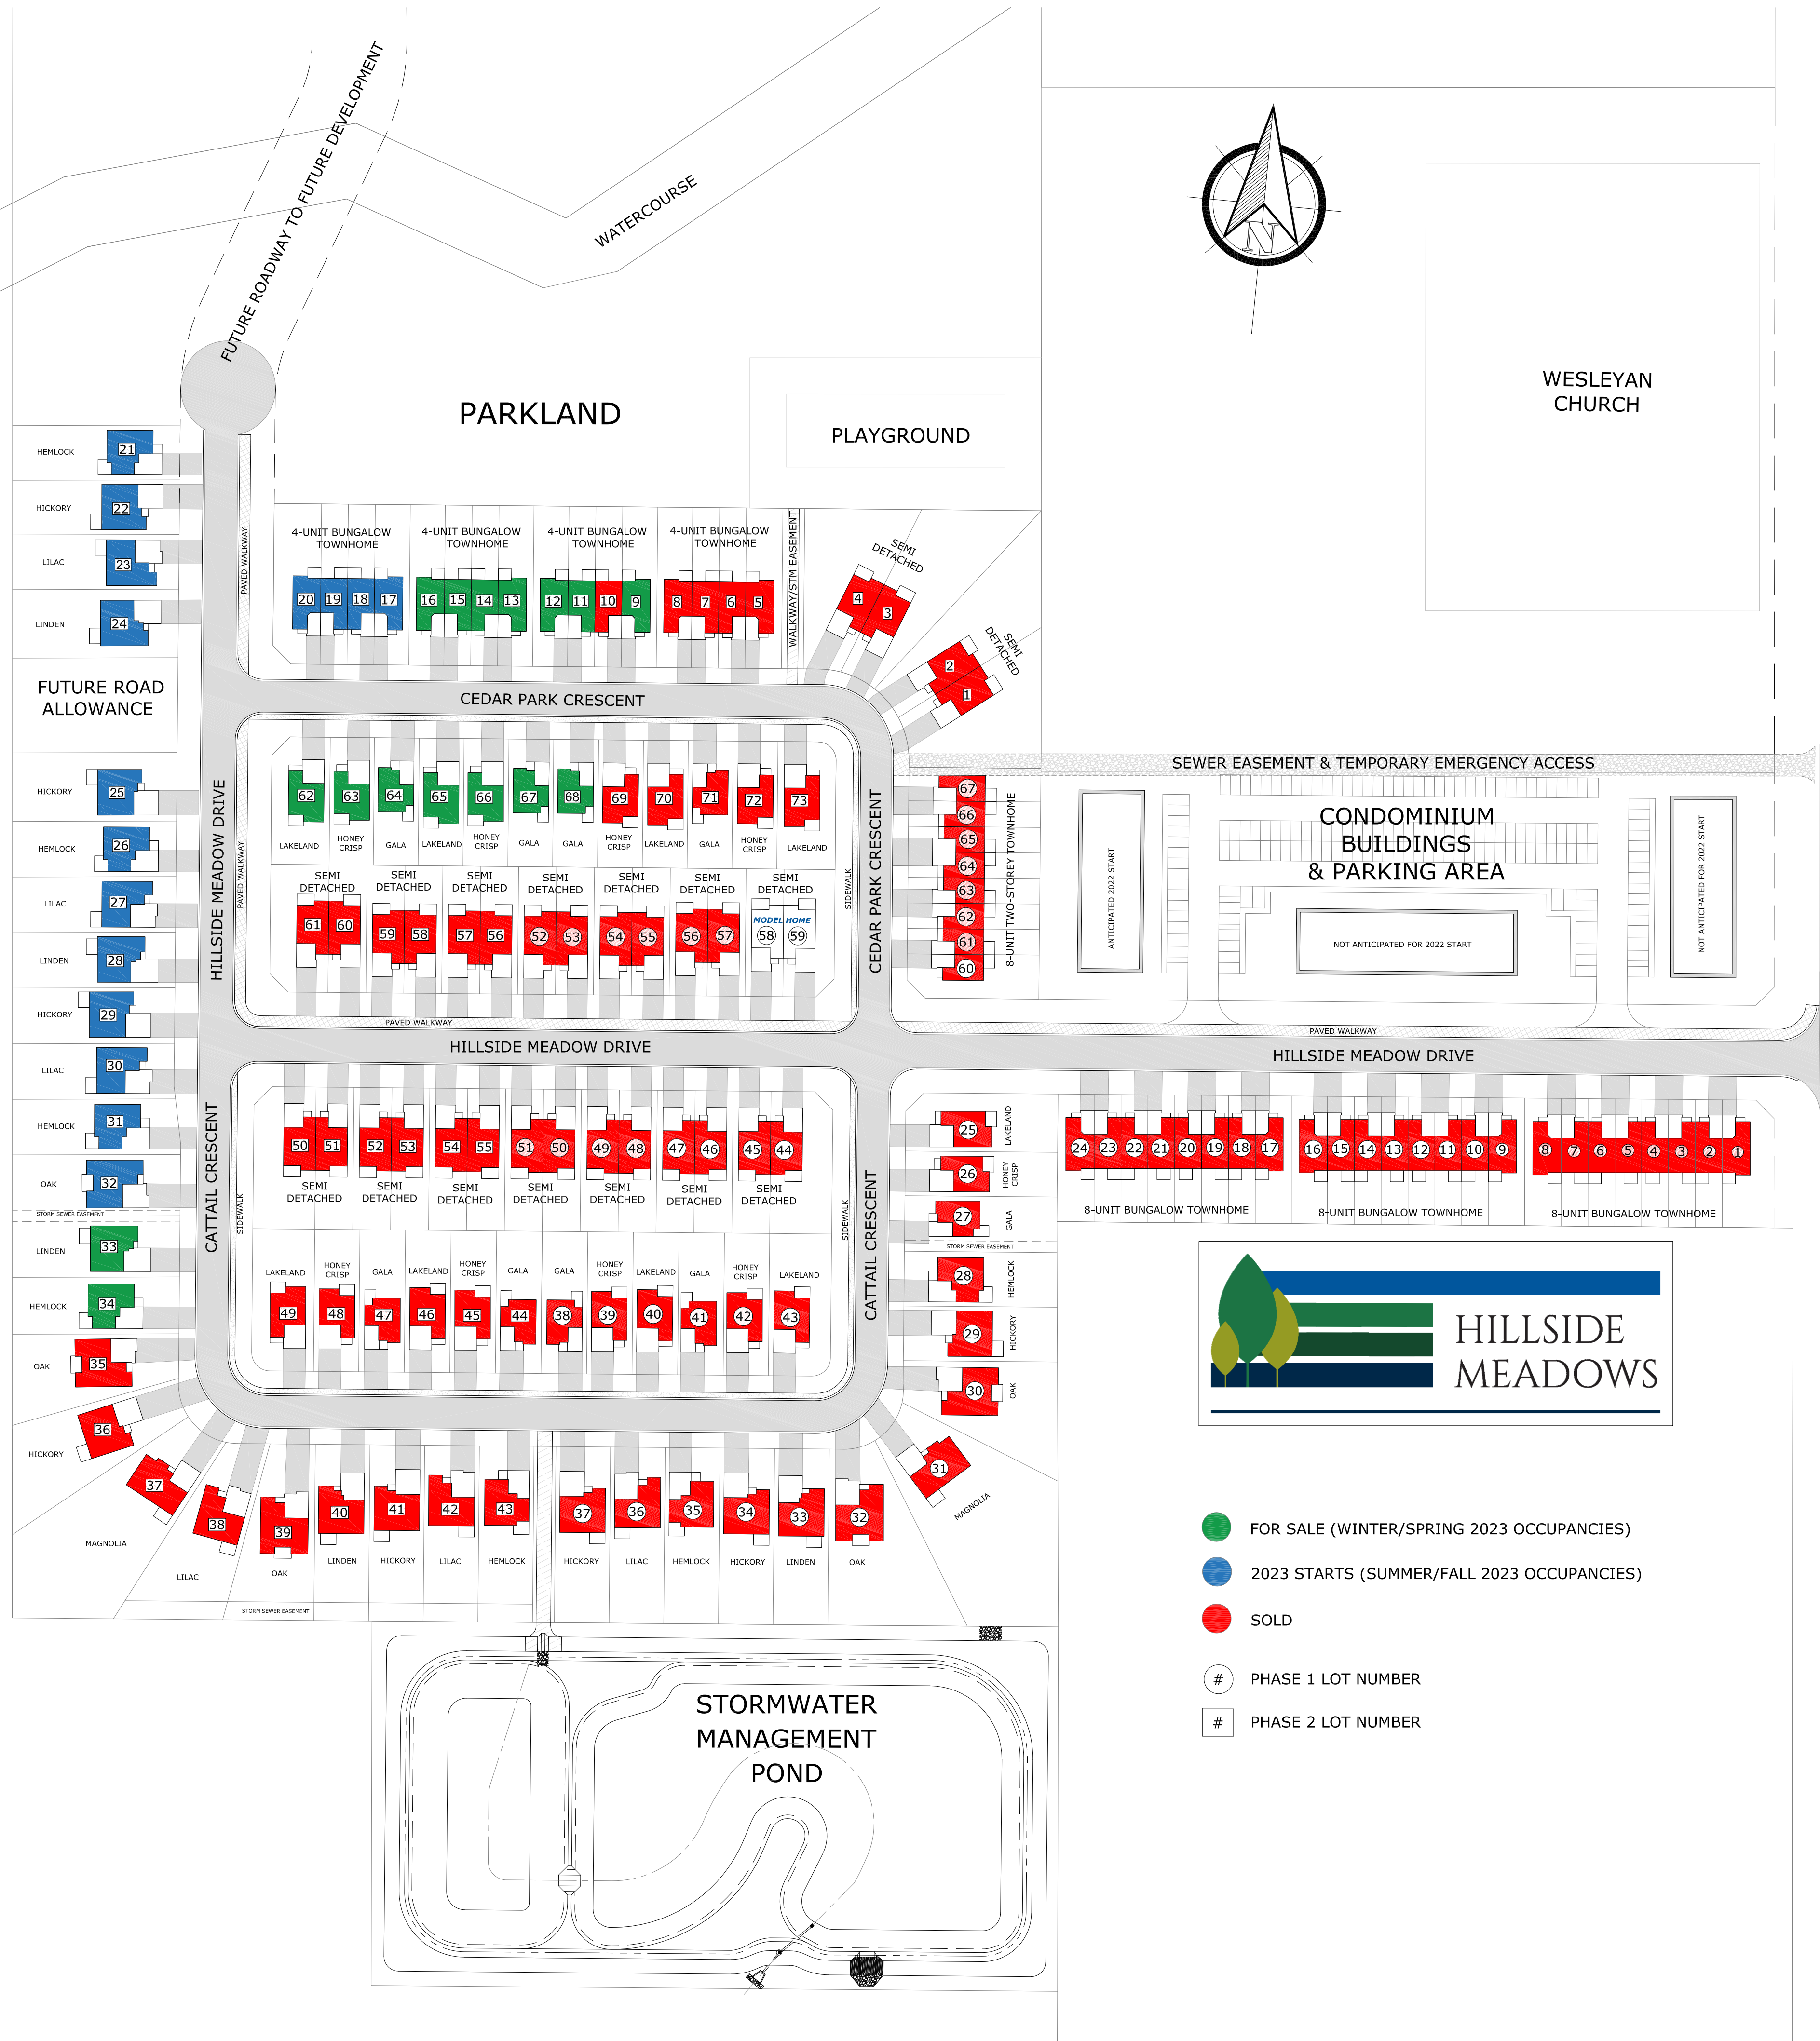 FUTURE ROADWAY TO FUTURE DEVELOPMENT
WATERCOURSE
N
WESLEYAN
CHURCH
PARKLAND
PLAYGROUND
HEMLOCK
21
HICKORY
22
LILAC
23
LINDEN
24
PAVED WALKWAY
4-UNIT BUNGALOW
TOWNHOME
20 19 18 17
4-UNIT BUNGALOW
TOWNHOME
16 15 14 13
4-UNIT BUNGALOW
TOWNHOME
12 11 10 9
4-UNIT BUNGALOW
TOWNHOME
8 7 6 5
WALKWAY/STM EASEMENT
SEMI
DETACHED
4 3
SEMI
DETACHED
2 1
FUTURE ROAD
ALLOWANCE
CEDAR PARK CRESCENT
HILLSIDE MEADOW DRIVE
PAVED WALKWAY
62 63 64 65 66 67 68 69 70 71 72 73
LAKELAND
HONEY
CRISP
GALA
LAKELAND
HONEY
CRISP
GALA
GALA
HONEY
CRISP
LAKELAND
GALA
HONEY
CRISP
LAKELAND
SEMI
DETACHED
61 60
SEMI
DETACHED
59 58
SEMI
DETACHED
57 56
SEMI
DETACHED
52 53
SEMI
DETACHED
54 55
SEMI
DETACHED
56 57
SEMI
DETACHED
MODEL HOME
58 59
SIDEWALK
CEDAR PARK CRESCENT
67
66
65
64
63
62
61
60
8-UNIT TWO-STOREY TOWNHOME
SEWER EASEMENT & TEMPORARY EMERGENCY ACCESS
CONDOMINIUM
BUILDINGS
& PARKING AREA
ANTICIPATED 2022 START
NOT ANTICIPATED FOR 2022 START
NOT ANTICIPATED FOR 2022 START
HICKORY
25
HEMLOCK
26
LILAC
27
LINDEN
28
HICKORY
29
LILAC
30
HEMLOCK
31
OAK
32
STORM SEWER EASEMENT
LINDEN
33
HEMLOCK
34
OAK
35
HICKORY
36
PAVED WALKWAY
HILLSIDE MEADOW DRIVE
PAVED WALKWAY
HILLSIDE MEADOW DRIVE
CATTAIL CRESCENT
SIDEWALK
50 51
SEMI
DETACHED
52 53
SEMI
DETACHED
54 55
SEMI
DETACHED
51 50
SEMI
DETACHED
49 48
SEMI
DETACHED
47 46
SEMI
DETACHED
45 44
SEMI
DETACHED
SIDEWALK
CATTAIL CRESCENT
LAKELAND
HONEY
CRISP
GALA
LAKELAND
HONEY
CRISP
GALA
GALA
HONEY
CRISP
LAKELAND
GALA
HONEY
CRISP
LAKELAND
49 48 47 46 45 44 38 39 40 41 42 43
25
LAKELAND
26
HONEY
CRISP
27
GALA
STORM SEWER EASEMENT
28
HEMLOCK
29
HICKORY
30
OAK
31
MAGNOLIA
24 23 22 21 20 19 18 17
8-UNIT BUNGALOW TOWNHOME
16 15 14 13 12 11 10 9
8-UNIT BUNGALOW TOWNHOME
8 7 6 5 4 3 2 1
8-UNIT BUNGALOW TOWNHOME
37
MAGNOLIA
38
LILAC
39
OAK
40
LINDEN
41
HICKORY
42
LILAC
43
HEMLOCK
37
HICKORY
36
LILAC
35
HEMLOCK
34
HICKORY
33
LINDEN
32
OAK
STORM SEWER EASEMENT
STORMWATER
MANAGEMENT
POND
HILLSIDE
MEADOWS
FOR SALE (WINTER/SPRING 2023 OCCUPANCIES)
2023 STARTS (SUMMER/FALL 2023 OCCUPANCIES)
SOLD
# PHASE 1 LOT NUMBER
# PHASE 2 LOT NUMBER